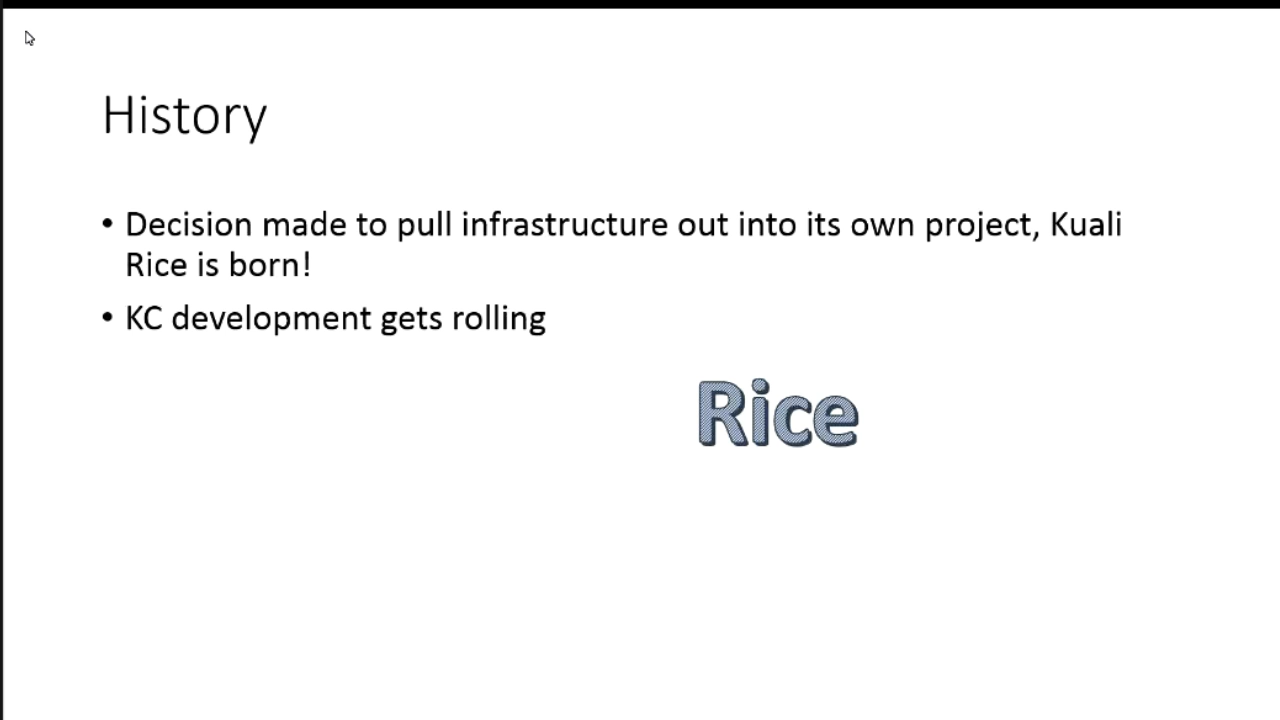 History
• Decision made to pull infrastructure out into its own project, Kuali
Rice is born!
• KC development gets rolling
Rice